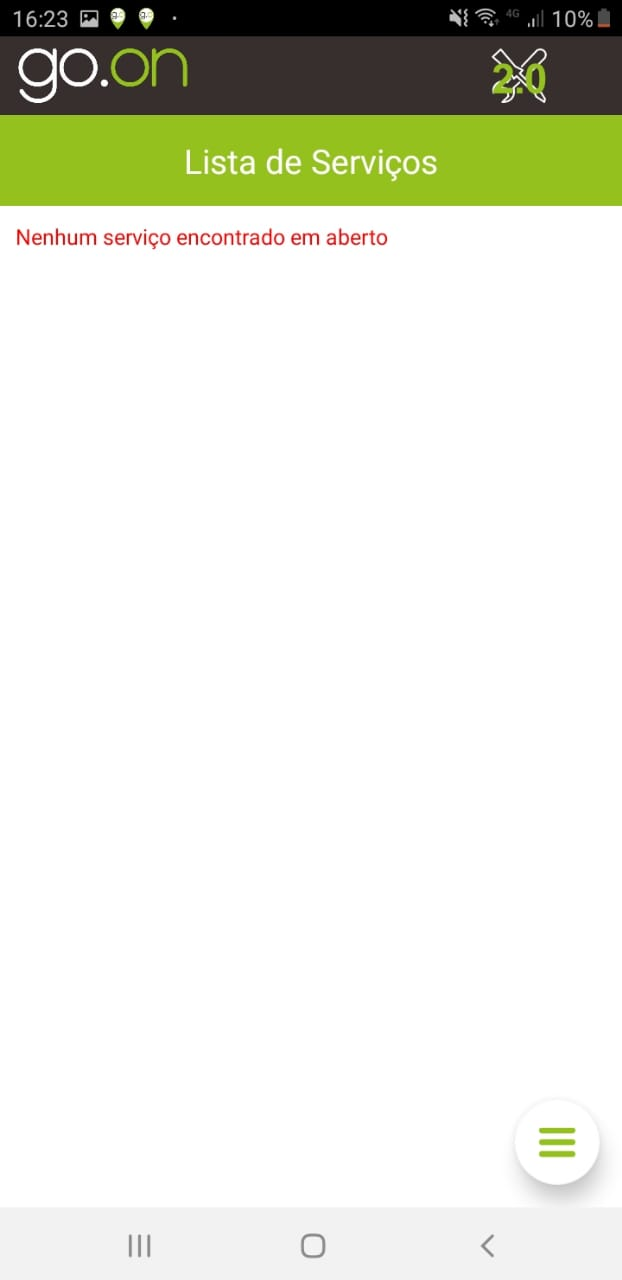 16:23
4G
10%
go.on
2.0
Lista de Serviços
Nenhum serviço encontrado em aberto